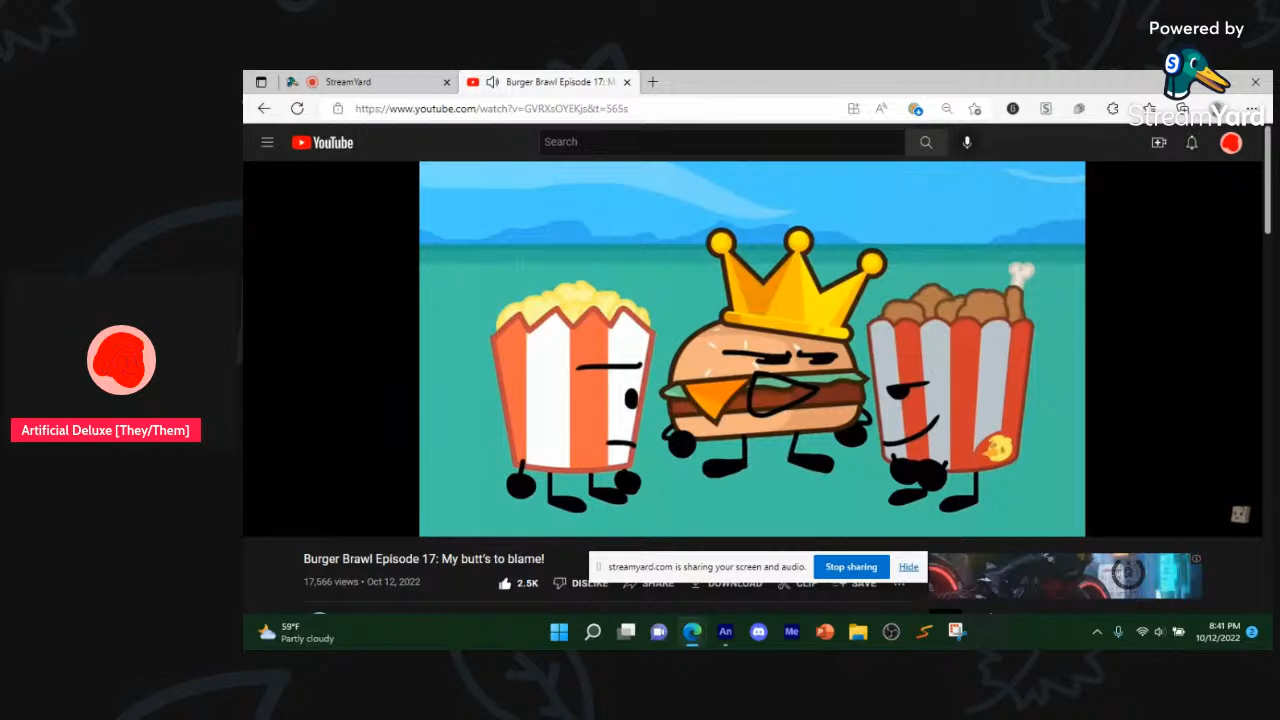 Powered by
StreamYard
StreamYard
Burger Brawl Episode 17: M
https://www.youtube.com/watch?v=GVRXsOYEKjs&t=565s
YouTube
Search
Artificial Deluxe [They/Them]
Burger Brawl Episode 17: My butt's to blame!
17,566 views • Oct 12, 2022
2.5K
DISLIKE
SHARE
DOWNLOAD
CLIP
SAVE
streamyard.com is sharing your screen and audio.
Stop sharing
Hide
59°F
Partly cloudy
An
Me
8:41 PM
10/12/2022
2